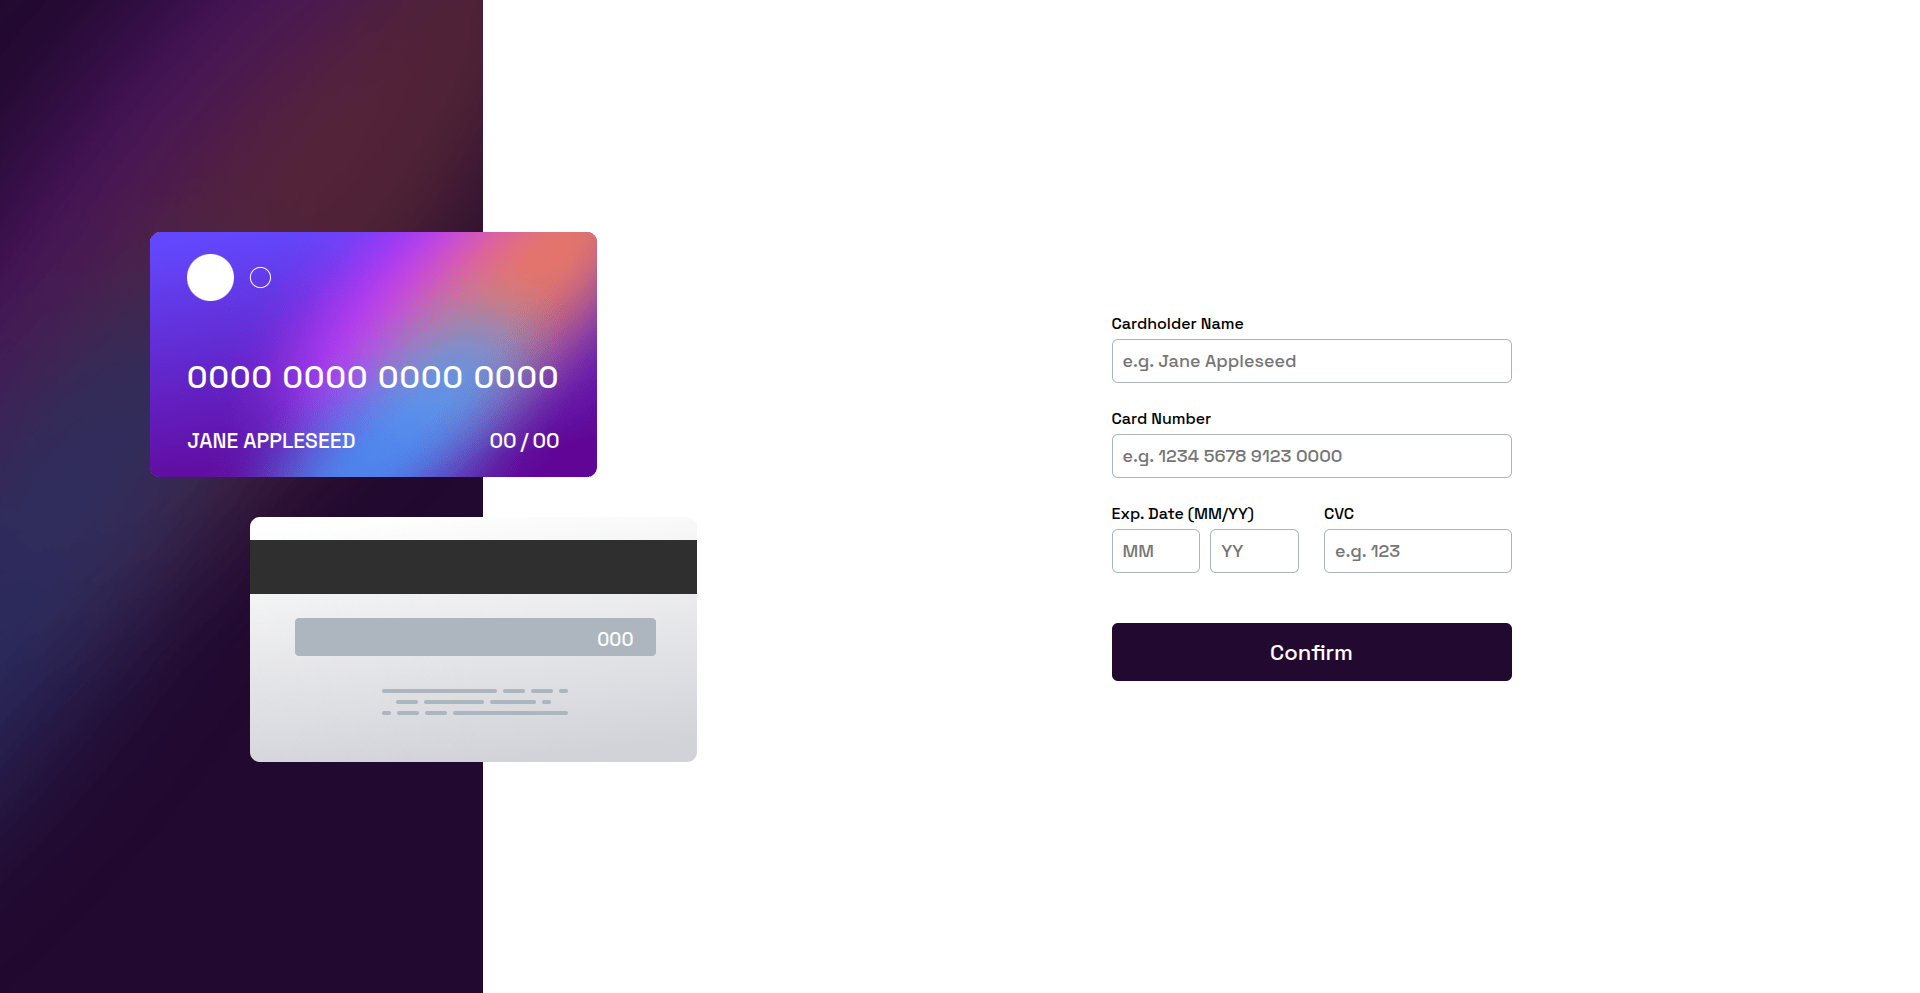 0000 0000 0000 0000
JANE APPLESEED 00/00
000
Cardholder Name
e.g. Jane Appleseed
Card Number
e.g. 1234 5678 9123 0000
Exp. Date (MM/YY) CVC
MM YY e.g. 123
Confirm